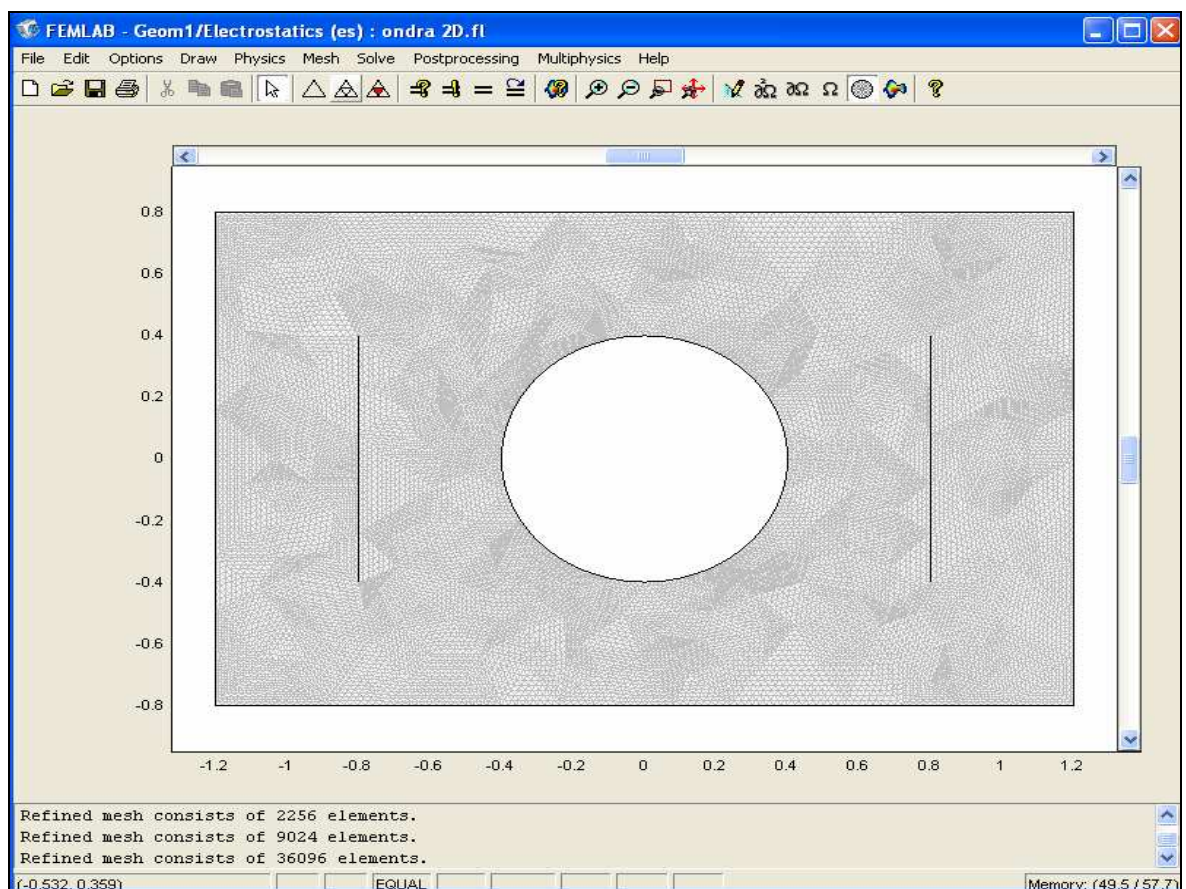 FEMLAB - Geom1/Electrostatics (es) : ondra 2D.fl
File Edit Options Draw Physics Mesh Solve Postprocessing Multiphysics Help
0.8
0.6
0.4
0.2
0
-0.2
-0.4
-0.6
-0.8
-1.2 -1 -0.8 -0.6 -0.4 -0.2 0 0.2 0.4 0.6 0.8 1 1.2
Refined mesh consists of 2256 elements.
Refined mesh consists of 9024 elements.
Refined mesh consists of 36096 elements.
(-0.532, 0.359) EQUAL Memory: (49.5 / 57.7)